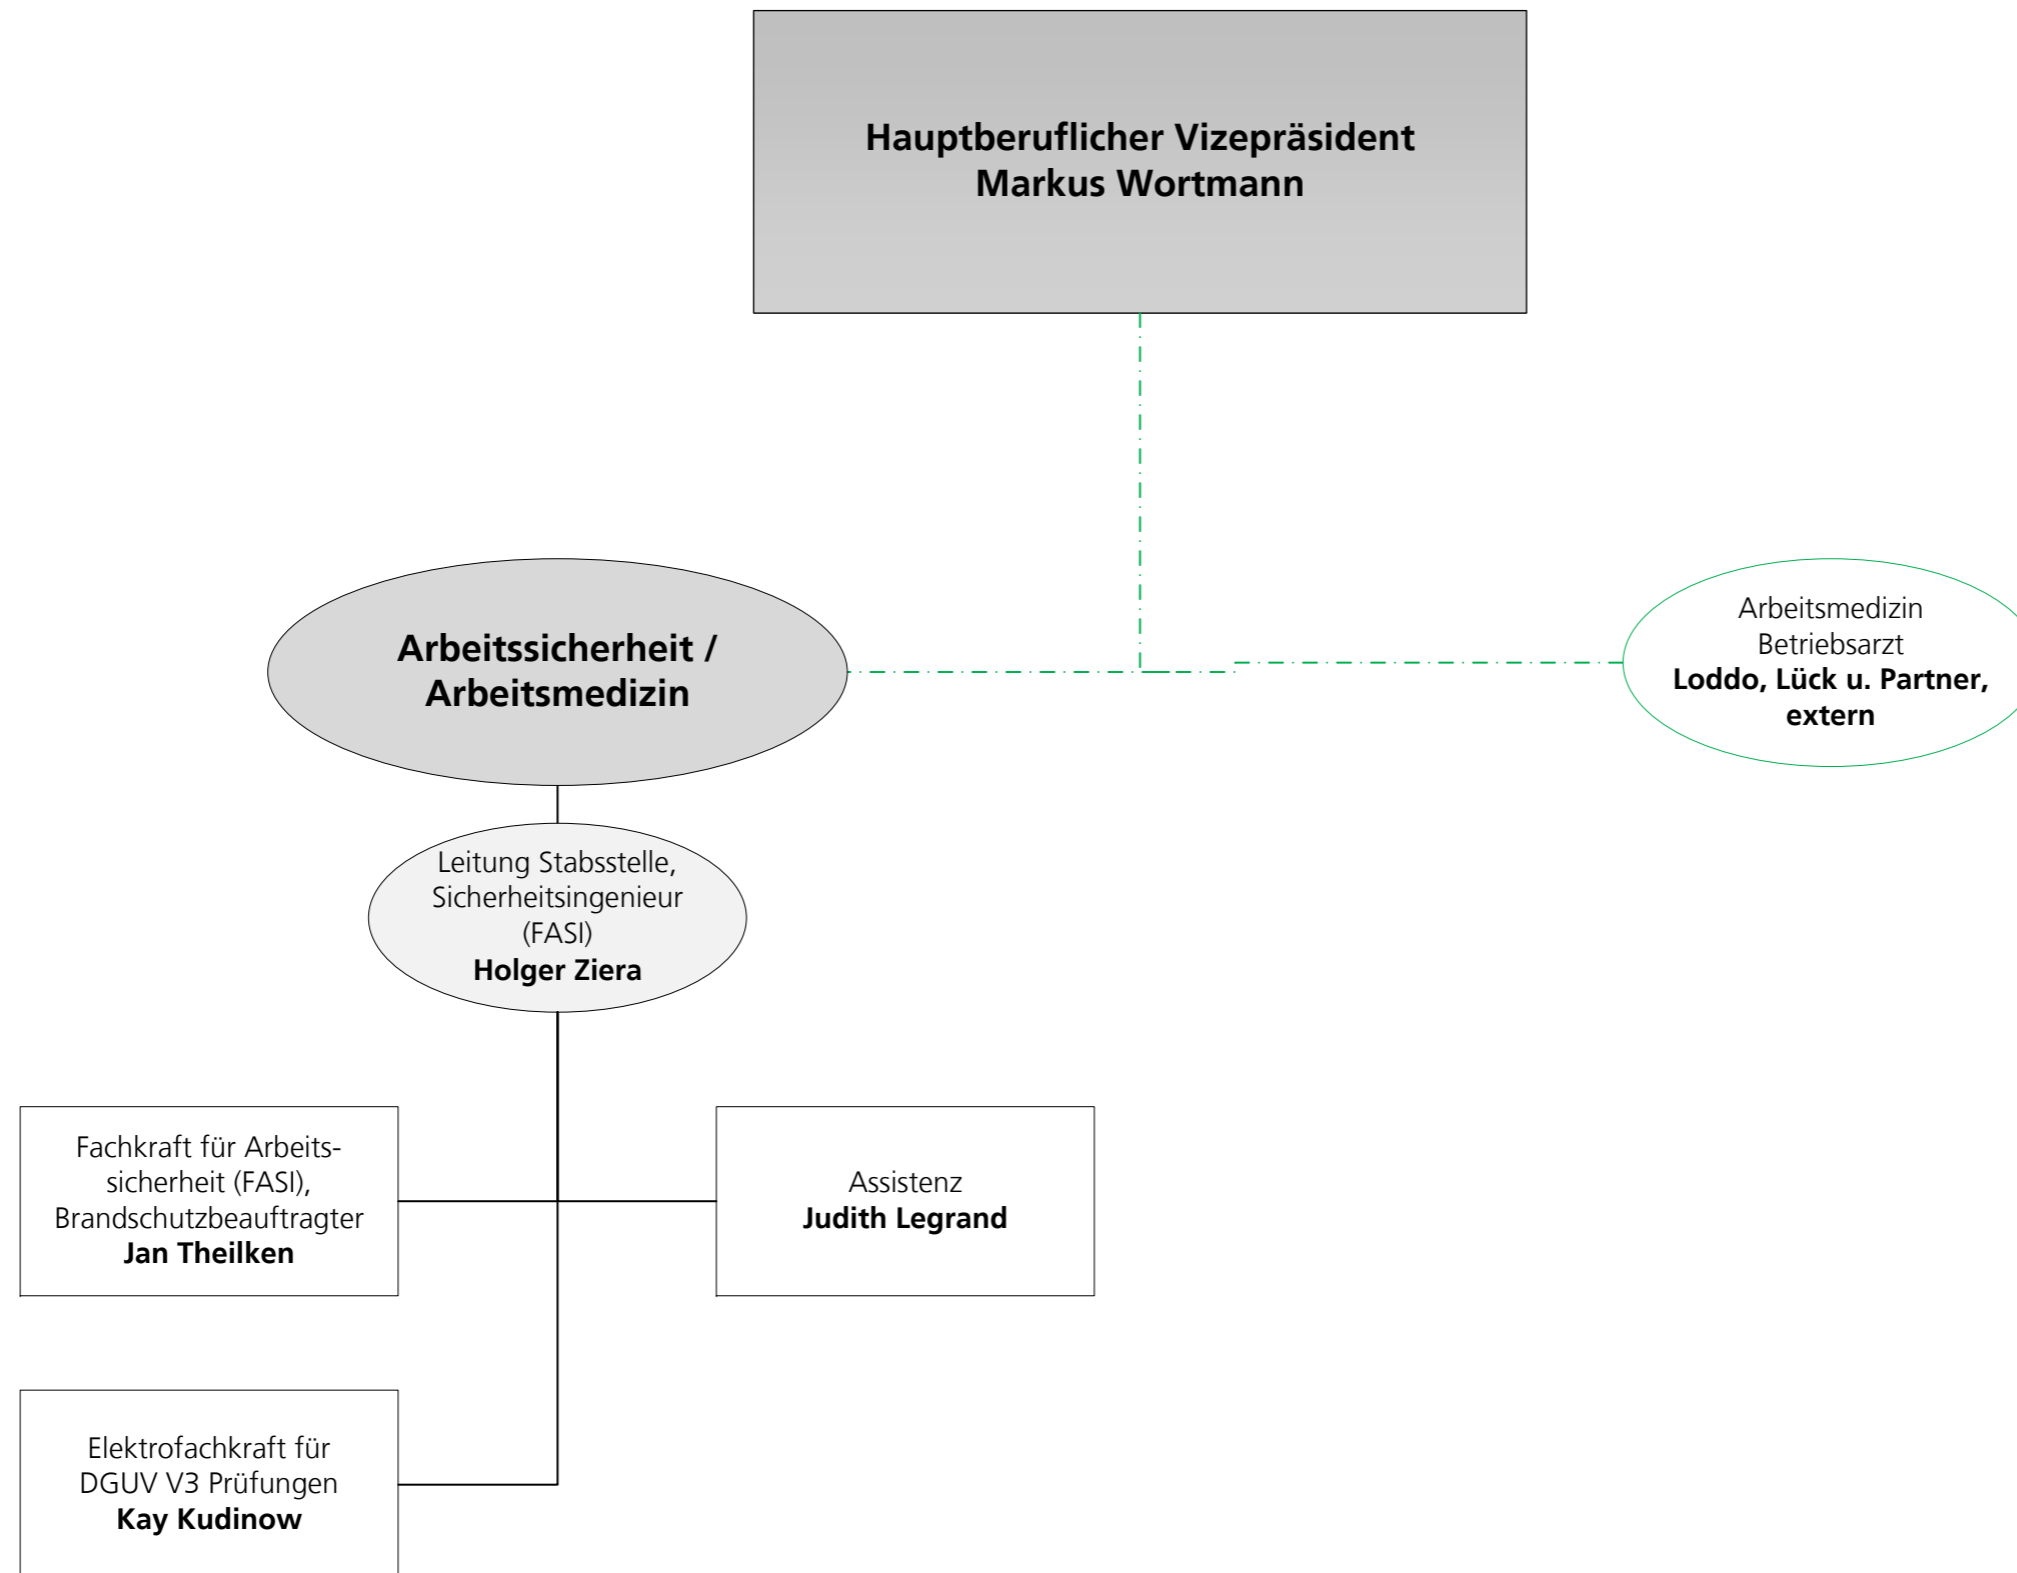 Hauptberuflicher Vizepräsident
Markus Wortmann
Arbeitssicherheit /
Arbeitsmedizin
Arbeitsmedizin
Betriebsarzt
Loddo, Lück u. Partner,
extern
Leitung Stabsstelle,
Sicherheitsingenieur
(FASI)
Holger Ziera
Fachkraft für Arbeits-
sicherheit (FASI),
Brandschutzbeauftragter
Jan Theilken
Assistenz
Judith Legrand
Elektrofachkraft für
DGUV V3 Prüfungen
Kay Kudinow